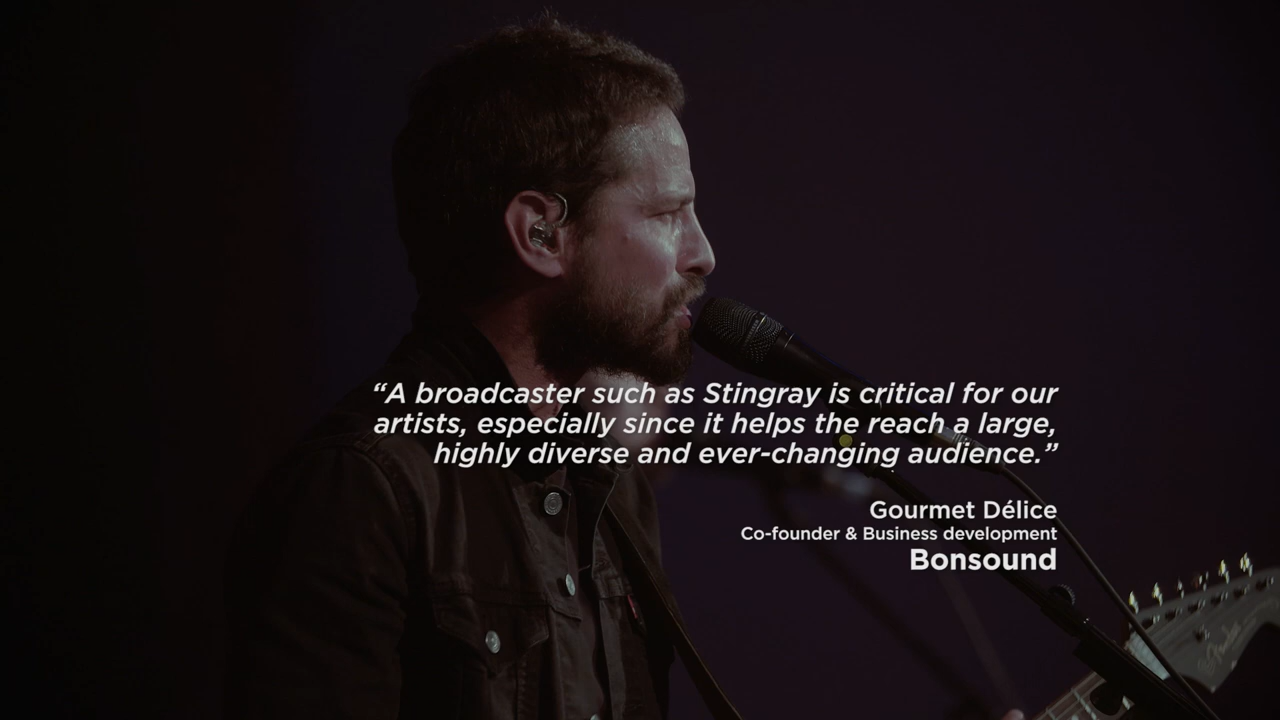 “A broadcaster such as Stingray is critical for our
artists, especially since it helps the reach a large,
highly diverse and ever-changing audience.”
Gourmet Délice
Co-founder & Business development
Bonsound
Fender